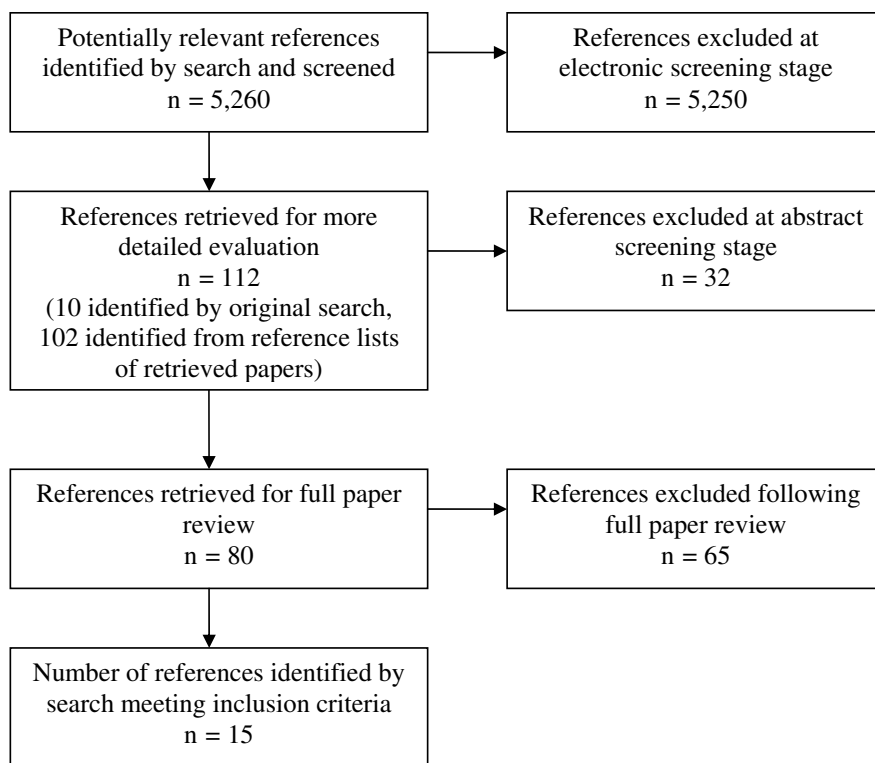 Potentially relevant references
identified by search and screened
n = 5,260
References excluded at
electronic screening stage
n = 5,250
References retrieved for more
detailed evaluation
n = 112
(10 identified by original search,
102 identified from reference lists
of retrieved papers)
References excluded at abstract
screening stage
n = 32
References retrieved for full paper
review
n = 80
References excluded following
full paper review
n = 65
Number of references identified by
search meeting inclusion criteria
n = 15